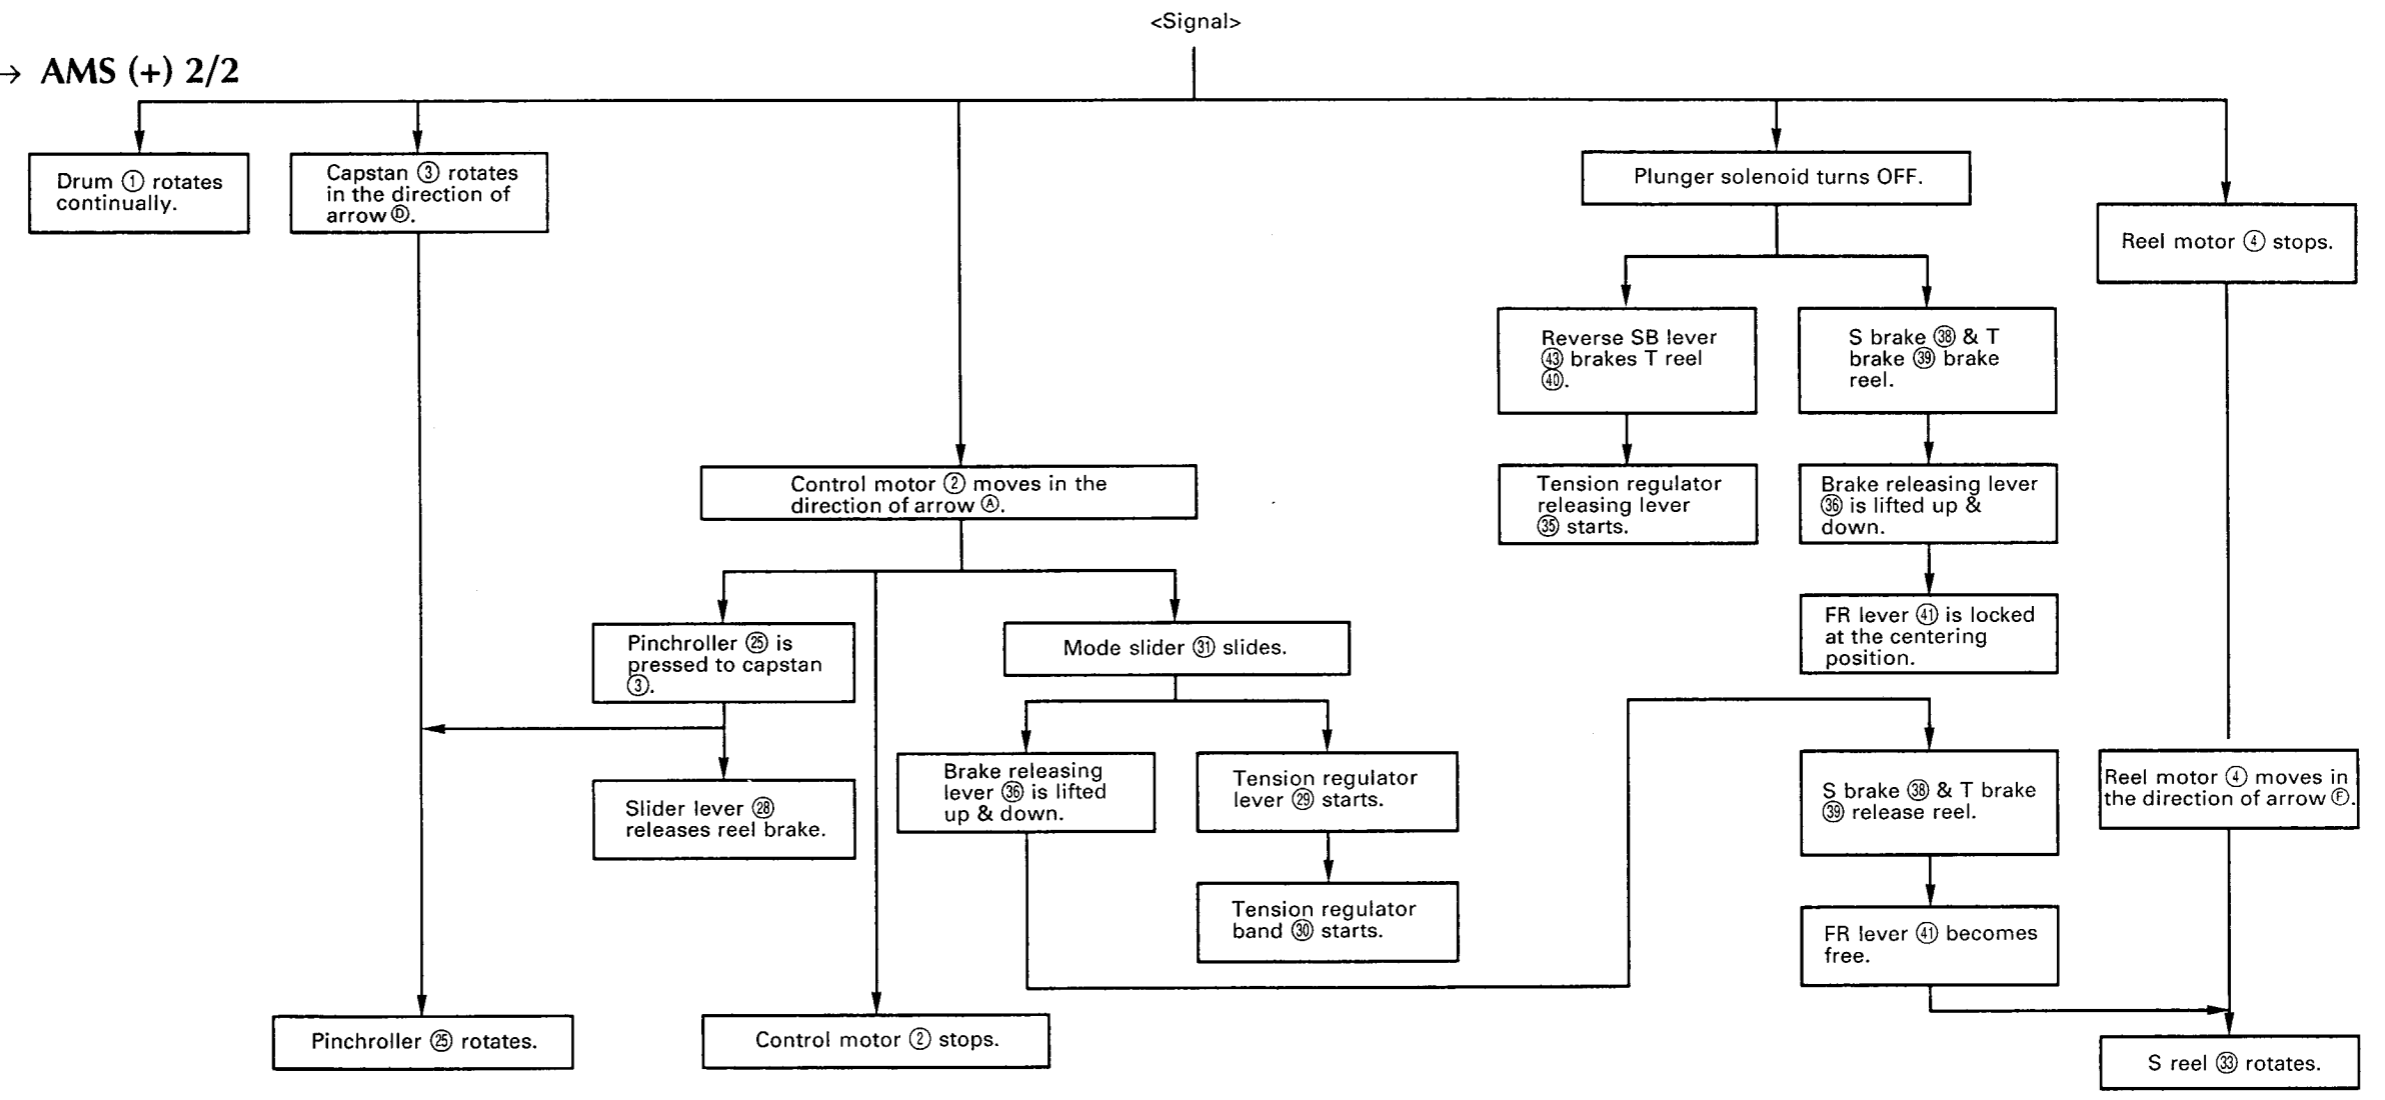 <Signal>
→ AMS (+) 2/2
Drum ① rotates
continually.
Capstan ③ rotates
in the direction of
arrow Ⓓ.
Plunger solenoid turns OFF.
Reel motor ④ stops.
Reverse SB lever
㊸ brakes T reel
㊵.
S brake ㊳ & T
brake ㊴ brake
reel.
Control motor ② moves in the
direction of arrow Ⓐ.
Tension regulator
releasing lever
㉟ starts.
Brake releasing lever
㊱ is lifted up &
down.
FR lever ㊶ is locked
at the centering
position.
Pinchroller ㉕ is
pressed to capstan
③.
Mode slider ㉛ slides.
Slider lever ㉘
releases reel brake.
Brake releasing
lever ㊱ is lifted
up & down.
Tension regulator
lever ㉙ starts.
S brake ㊳ & T brake
㊴ release reel.
Reel motor ④ moves in
the direction of arrow Ⓕ.
Tension regulator
band ㉚ starts.
FR lever ㊶ becomes
free.
Pinchroller ㉕ rotates.
Control motor ② stops.
S reel ㉝ rotates.